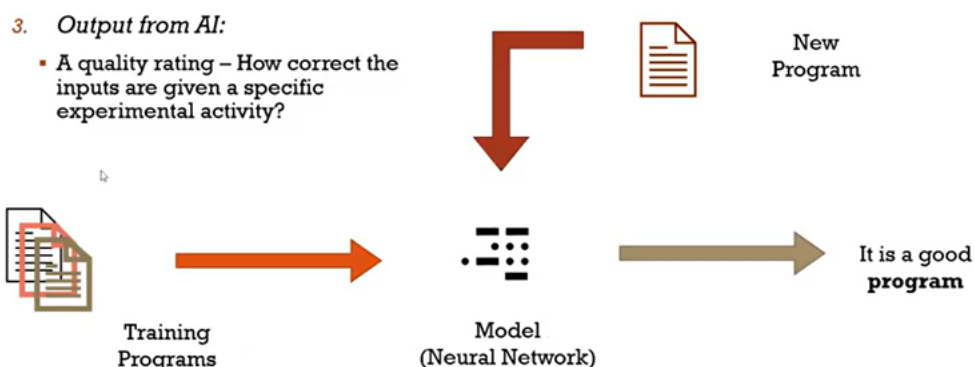 3. Output from AI:
▪ A quality rating – How correct the
inputs are given a specific
experimental activity?
New
Program
It is a good
program
Training
Programs
Model
(Neural Network)